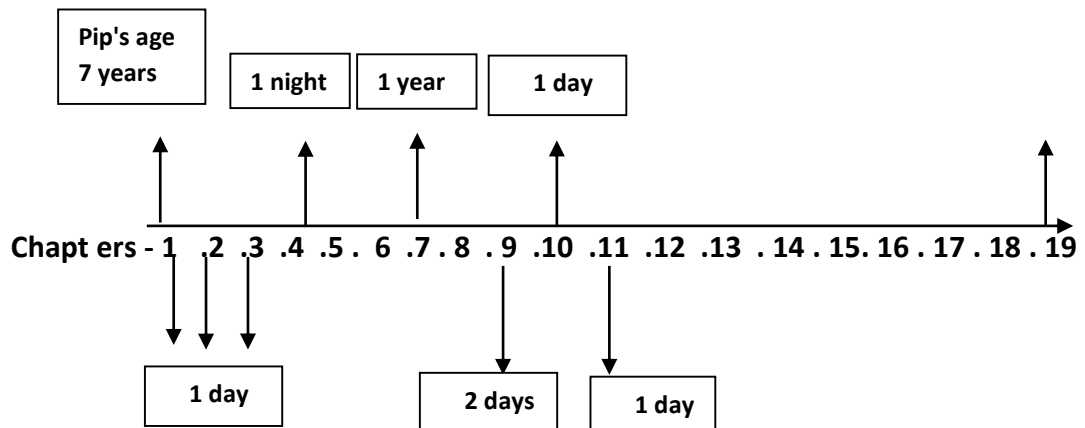 Pip's age
7 years
1 night
1 year
1 day
Chapt ers - 1 .2 .3 .4 .5 . 6 .7 . 8 . 9 .10 .11 .12 .13 . 14 . 15. 16 . 17 . 18 . 19
1 day
2 days
1 day